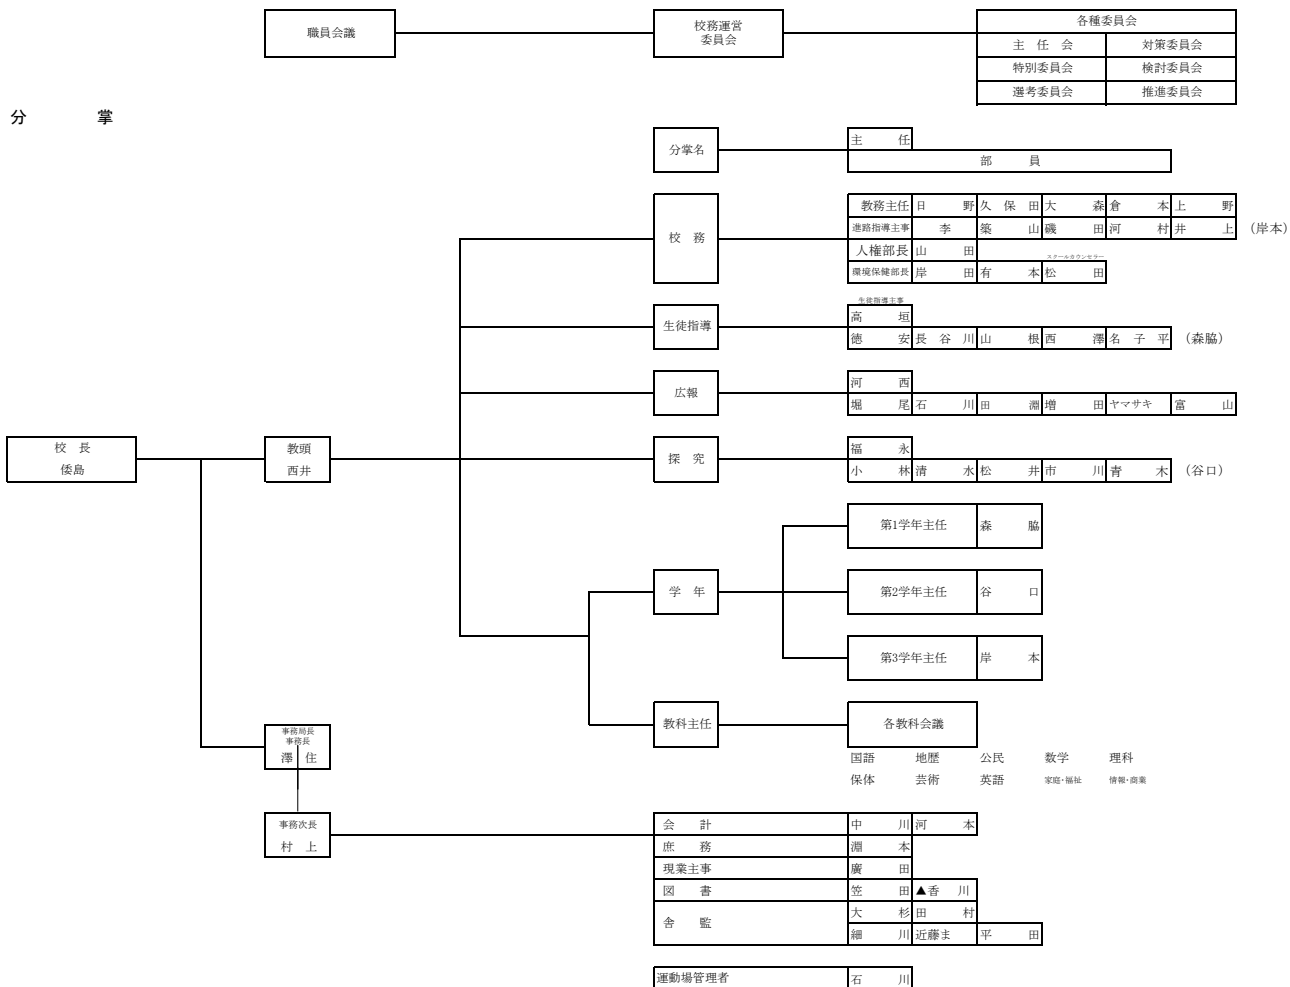 職員会議
校務運営
委員会
各種委員会
主 任 会 対策委員会
特別委員会 検討委員会
選考委員会 推進委員会
分 掌
分掌名
主 任
部 員
校 務
教務主任 日 野 久 保 田 大 森 倉 本 上 野
進路指導主事 李 築 山 磯 田 河 村 井 上 （岸本）
人権部長 山 田
スクールカウンセラー
環境保健部長 岸 田 有 本 松 田
生徒指導主事
生徒指導
高 垣
徳 安 長 谷 川 山 根 西 澤 名 子 平 （森脇）
広報
河 西
堀 尾 石 川 田 淵 増 田 ヤマサキ 富 山
校 長
倭島
教頭
西井
探 究
福 永
小 林 清 水 松 井 市 川 青 木 （谷口）
第1学年主任 森 脇
学 年
第2学年主任 谷 口
第3学年主任 岸 本
教科主任
各教科会議
国語 地歴 公民 数学 理科
保体 芸術 英語 家庭・福祉 情報・商業
事務局長
事務長
澤 住
事務次長
村 上
会 計 中 川 河 本
庶 務 淵 本
現業主事 廣 田
図 書 笠 田 ▲香 川
舎 監
大 杉 田 村
細 川 近藤ま 平 田
運動場管理者 石 川